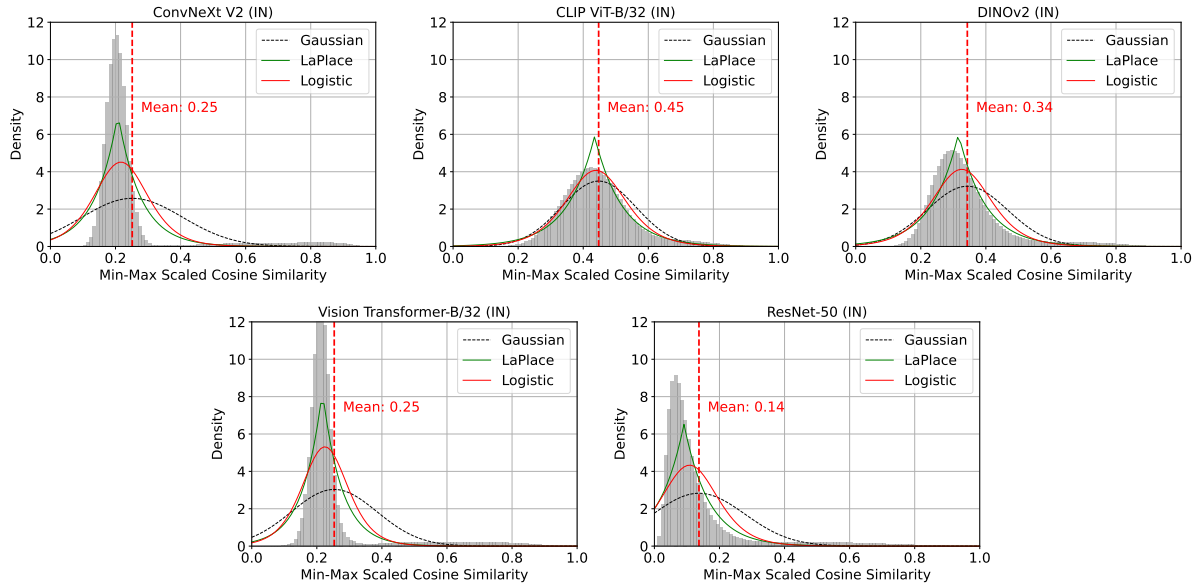 ConvNeXt V2 (IN)
12
10
8
6
4
2
0
Density
0.0 0.2 0.4 0.6 0.8 1.0
Min-Max Scaled Cosine Similarity
Gaussian
LaPlace
Logistic
Mean: 0.25
CLIP ViT-B/32 (IN)
12
10
8
6
4
2
0
Density
0.0 0.2 0.4 0.6 0.8 1.0
Min-Max Scaled Cosine Similarity
Gaussian
LaPlace
Logistic
Mean: 0.45
DINOv2 (IN)
12
10
8
6
4
2
0
Density
0.0 0.2 0.4 0.6 0.8 1.0
Min-Max Scaled Cosine Similarity
Gaussian
LaPlace
Logistic
Mean: 0.34
Vision Transformer-B/32 (IN)
12
10
8
6
4
2
0
Density
0.0 0.2 0.4 0.6 0.8 1.0
Min-Max Scaled Cosine Similarity
Gaussian
LaPlace
Logistic
Mean: 0.25
ResNet-50 (IN)
12
10
8
6
4
2
0
Density
0.0 0.2 0.4 0.6 0.8 1.0
Min-Max Scaled Cosine Similarity
Gaussian
LaPlace
Logistic
Mean: 0.14